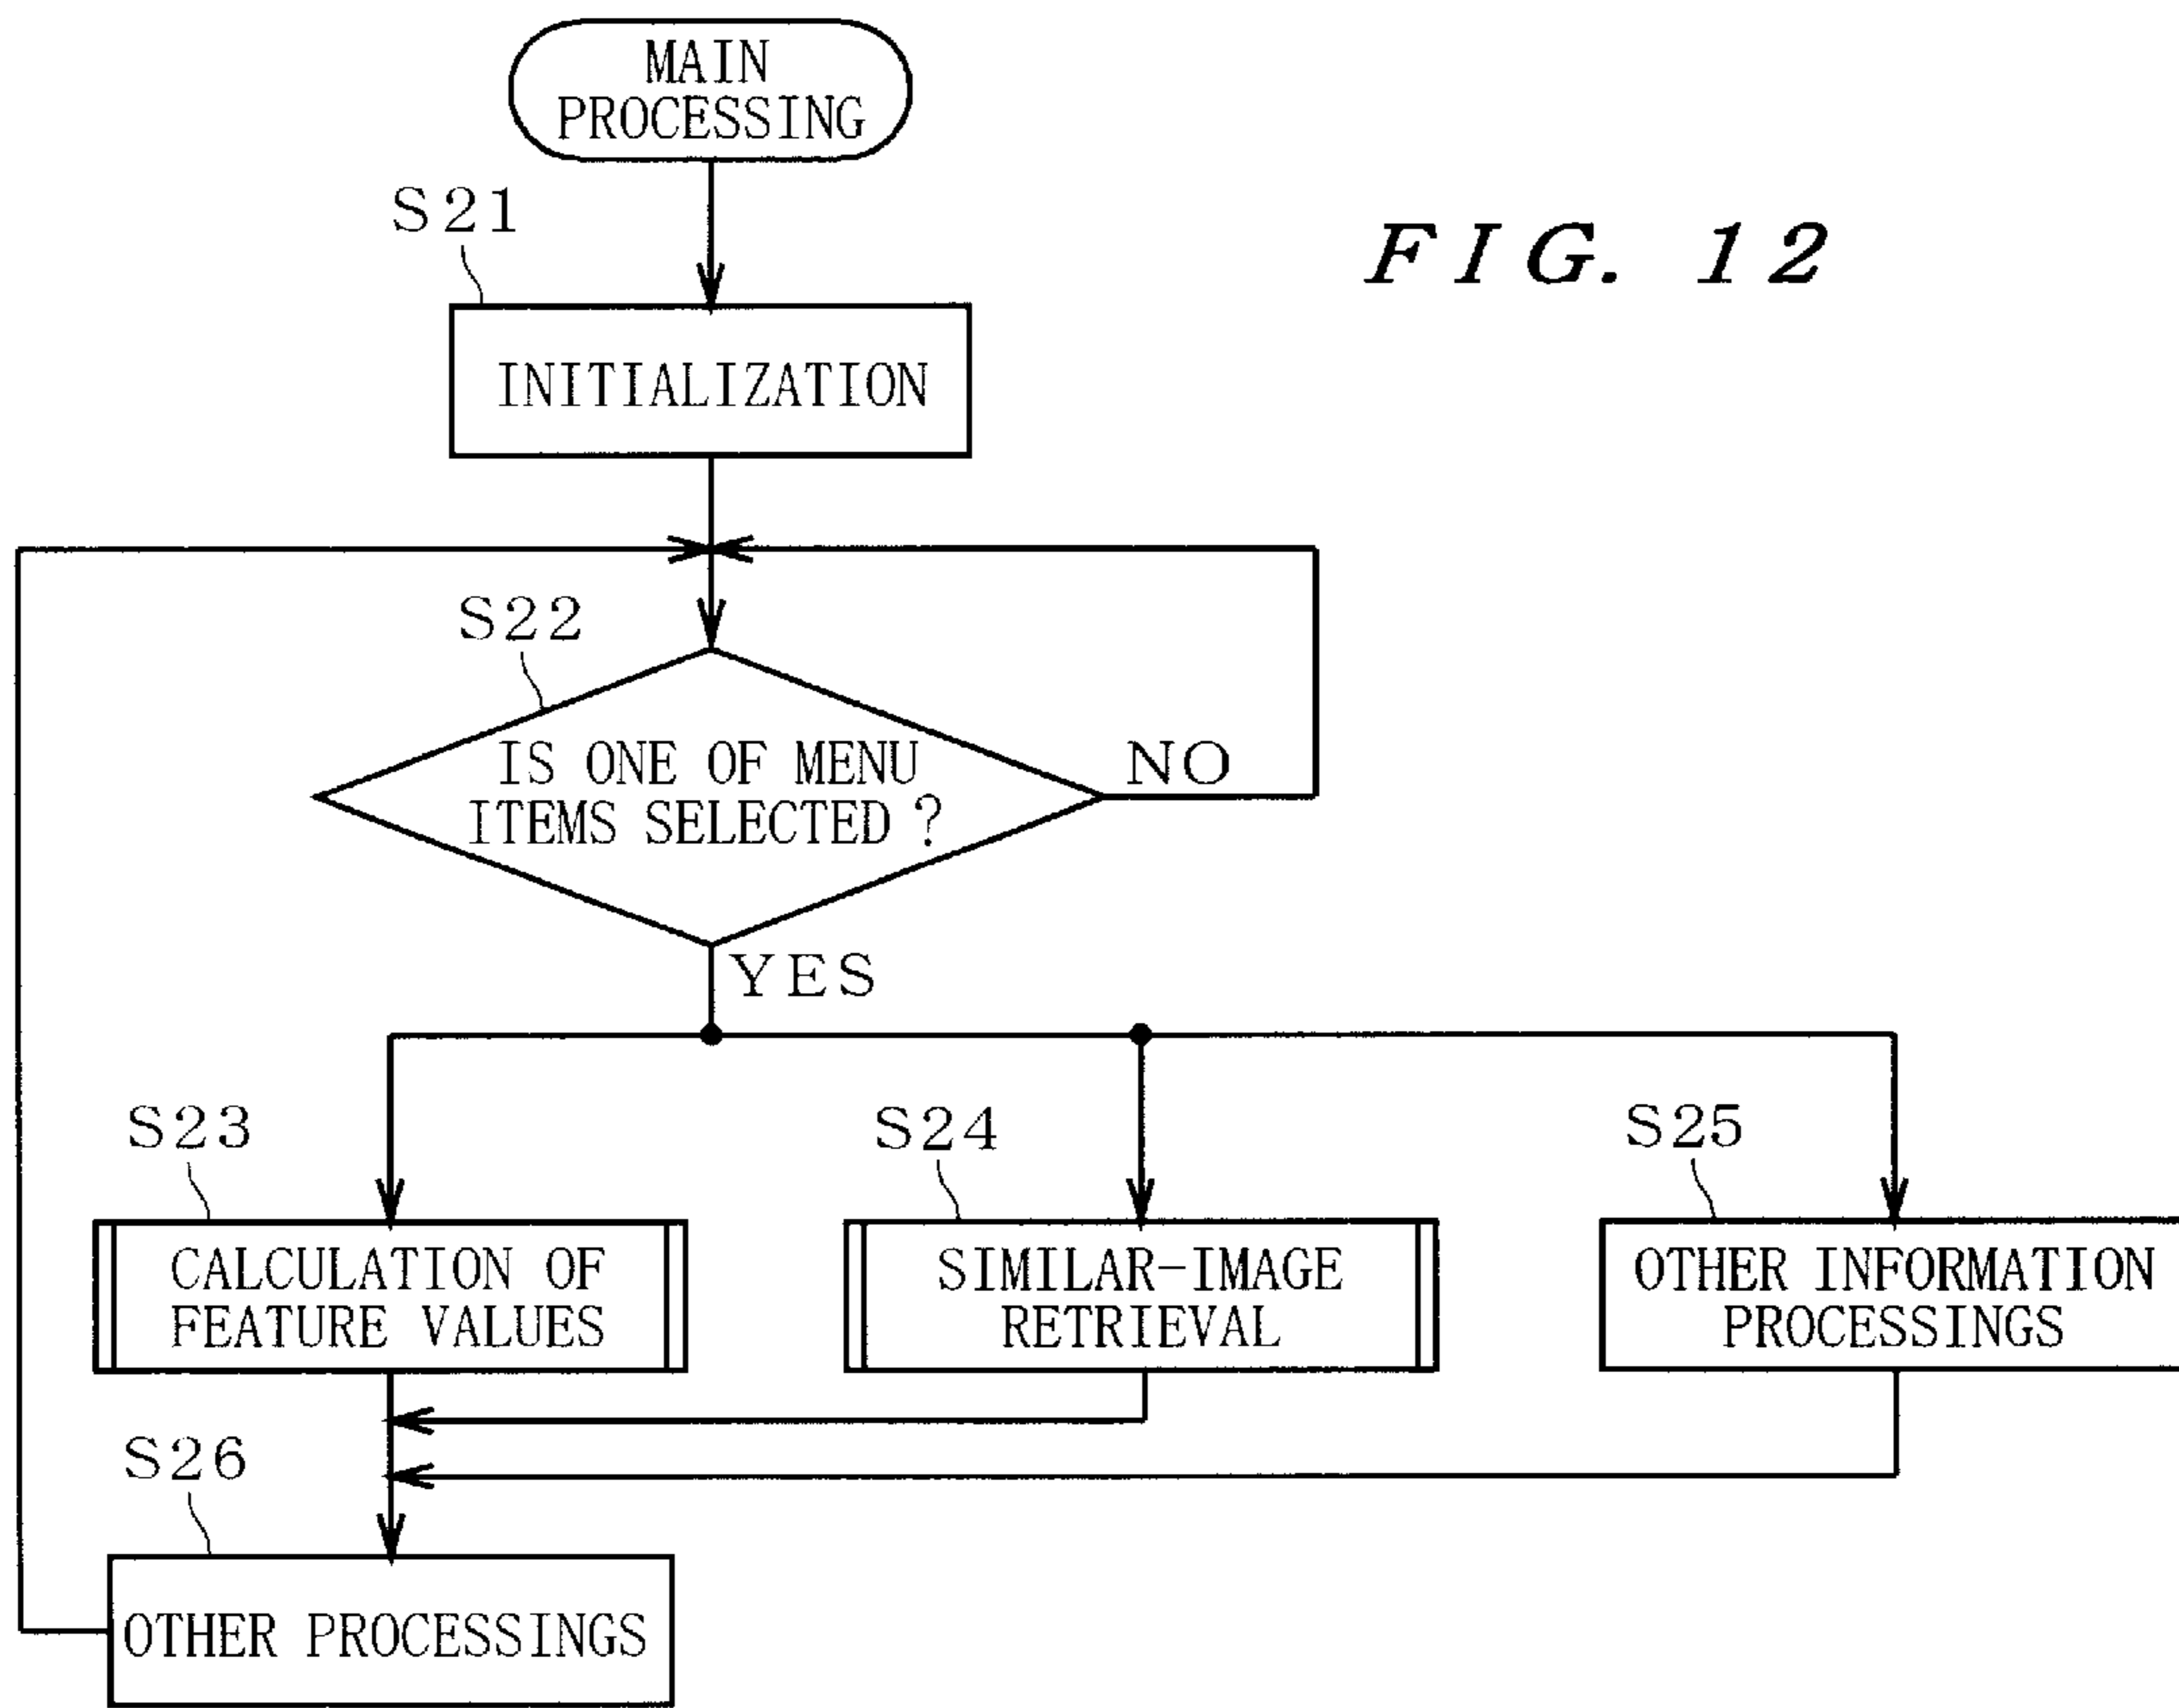 MAIN
PROCESSING
S21
FIG. 12
INITIALIZATION
S22
IS ONE OF MENU
ITEMS SELECTED ?
NO
YES
S23
S24
S25
CALCULATION OF
FEATURE VALUES
SIMILAR-IMAGE
RETRIEVAL
OTHER INFORMATION
PROCESSINGS
S26
OTHER PROCESSINGS